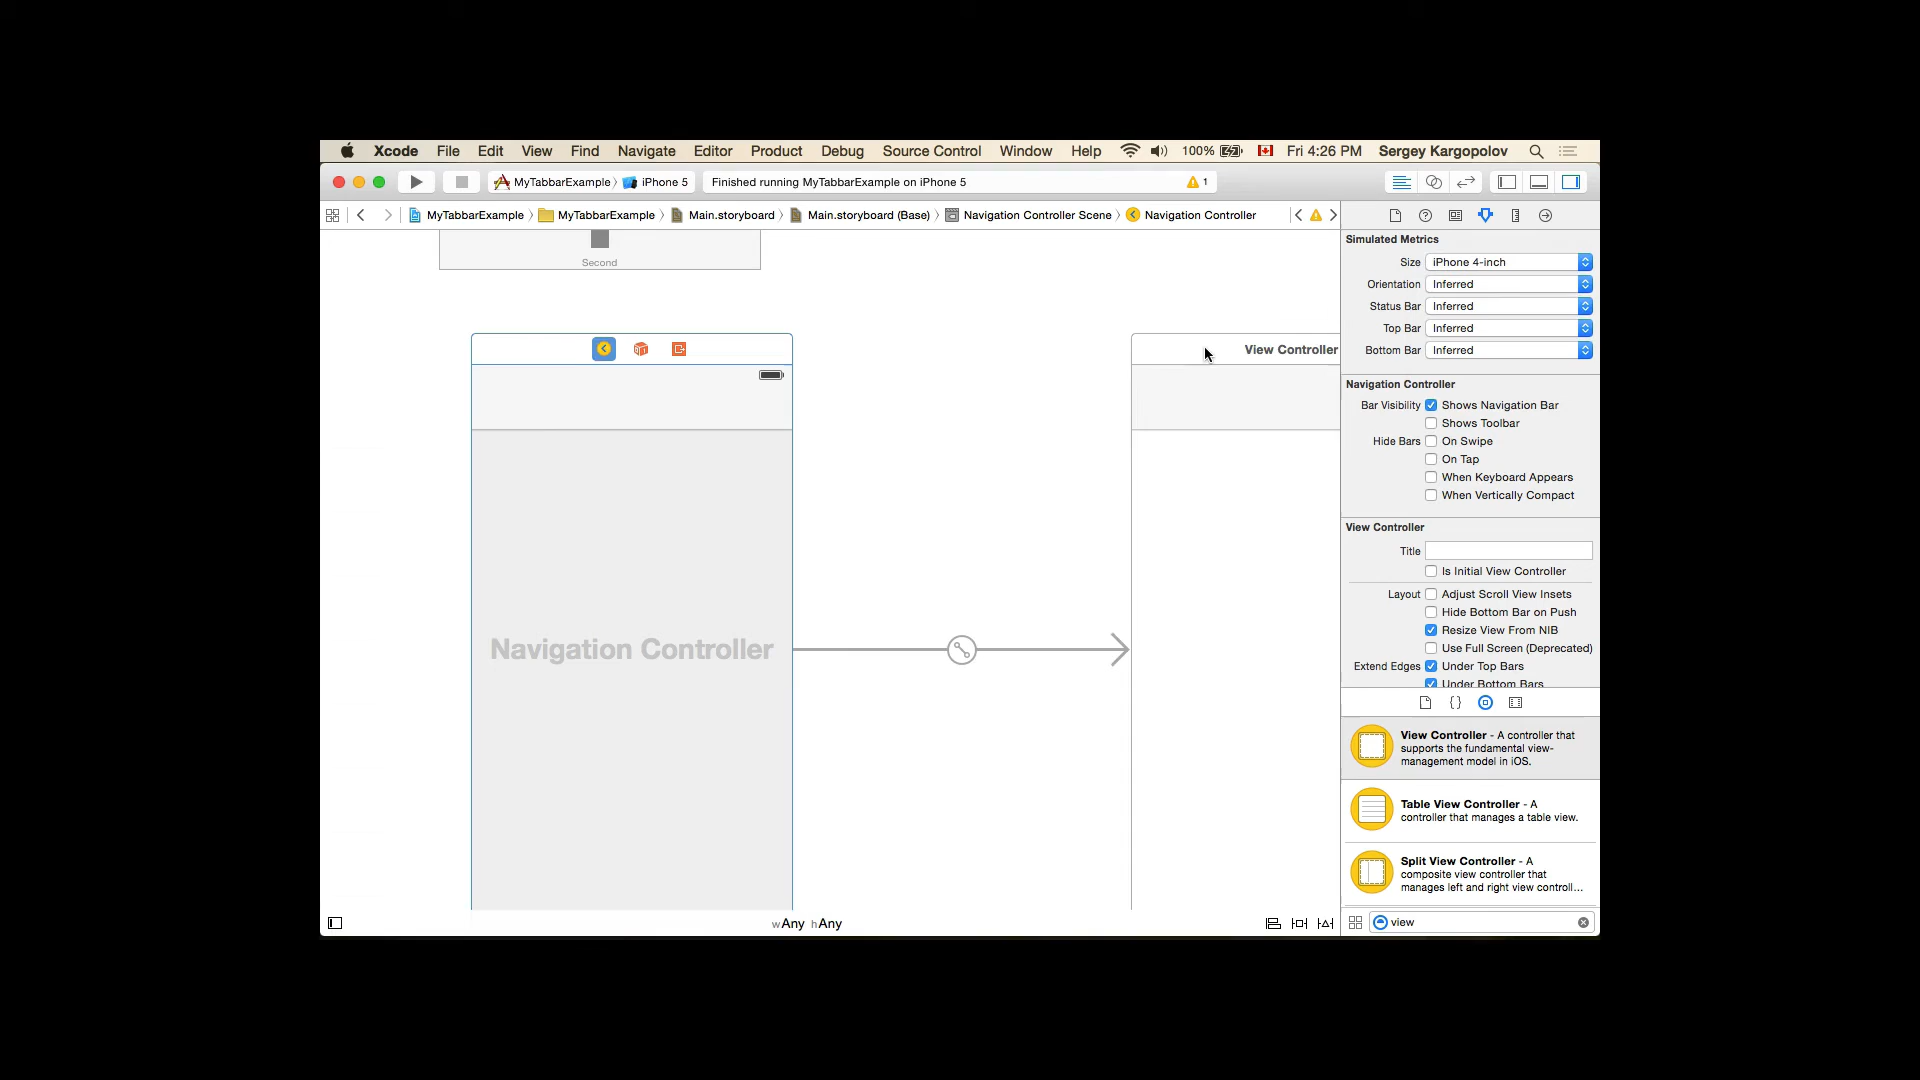 Xcode File Edit View Find Navigate Editor Product Debug Source Control Window Help 100% Fri 4:26 PM Sergey Kargopolov
MyTabbarExample iPhone 5 Finished running MyTabbarExample on iPhone 5 1
MyTabbarExample MyTabbarExample Main.storyboard Main.storyboard (Base) Navigation Controller Scene Navigation Controller
Second
View Controller
Navigation Controller
wAny hAny
Simulated Metrics
Size iPhone 4-inch
Orientation Inferred
Status Bar Inferred
Top Bar Inferred
Bottom Bar Inferred
Navigation Controller
Bar Visibility Shows Navigation Bar
Shows Toolbar
Hide Bars On Swipe
On Tap
When Keyboard Appears
When Vertically Compact
View Controller
Title
Is Initial View Controller
Layout Adjust Scroll View Insets
Hide Bottom Bar on Push
Resize View From NIB
Use Full Screen (Deprecated)
Extend Edges Under Top Bars
Under Bottom Bars
{}
View Controller - A controller that
supports the fundamental view-
management model in iOS.
Table View Controller - A
controller that manages a table view.
Split View Controller - A
composite view controller that
manages left and right view controll...
view